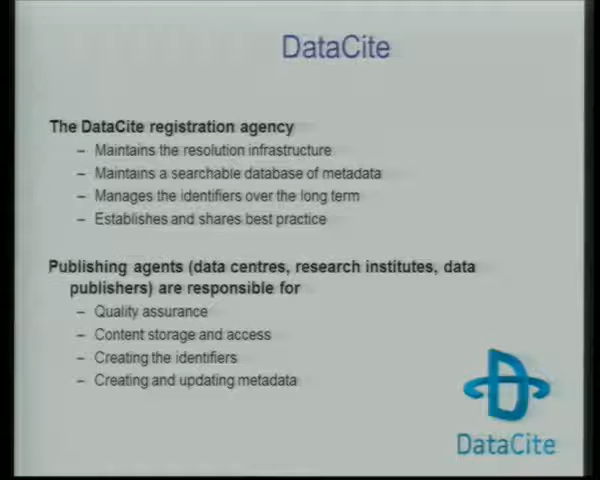 DataCite
The DataCite registration agency
– Maintains the resolution infrastructure
– Maintains a searchable database of metadata
– Manages the identifiers over the long term
– Establishes and shares best practice
Publishing agents (data centres, research institutes, data
publishers) are responsible for
– Quality assurance
– Content storage and access
– Creating the identifiers
– Creating and updating metadata
DataCite